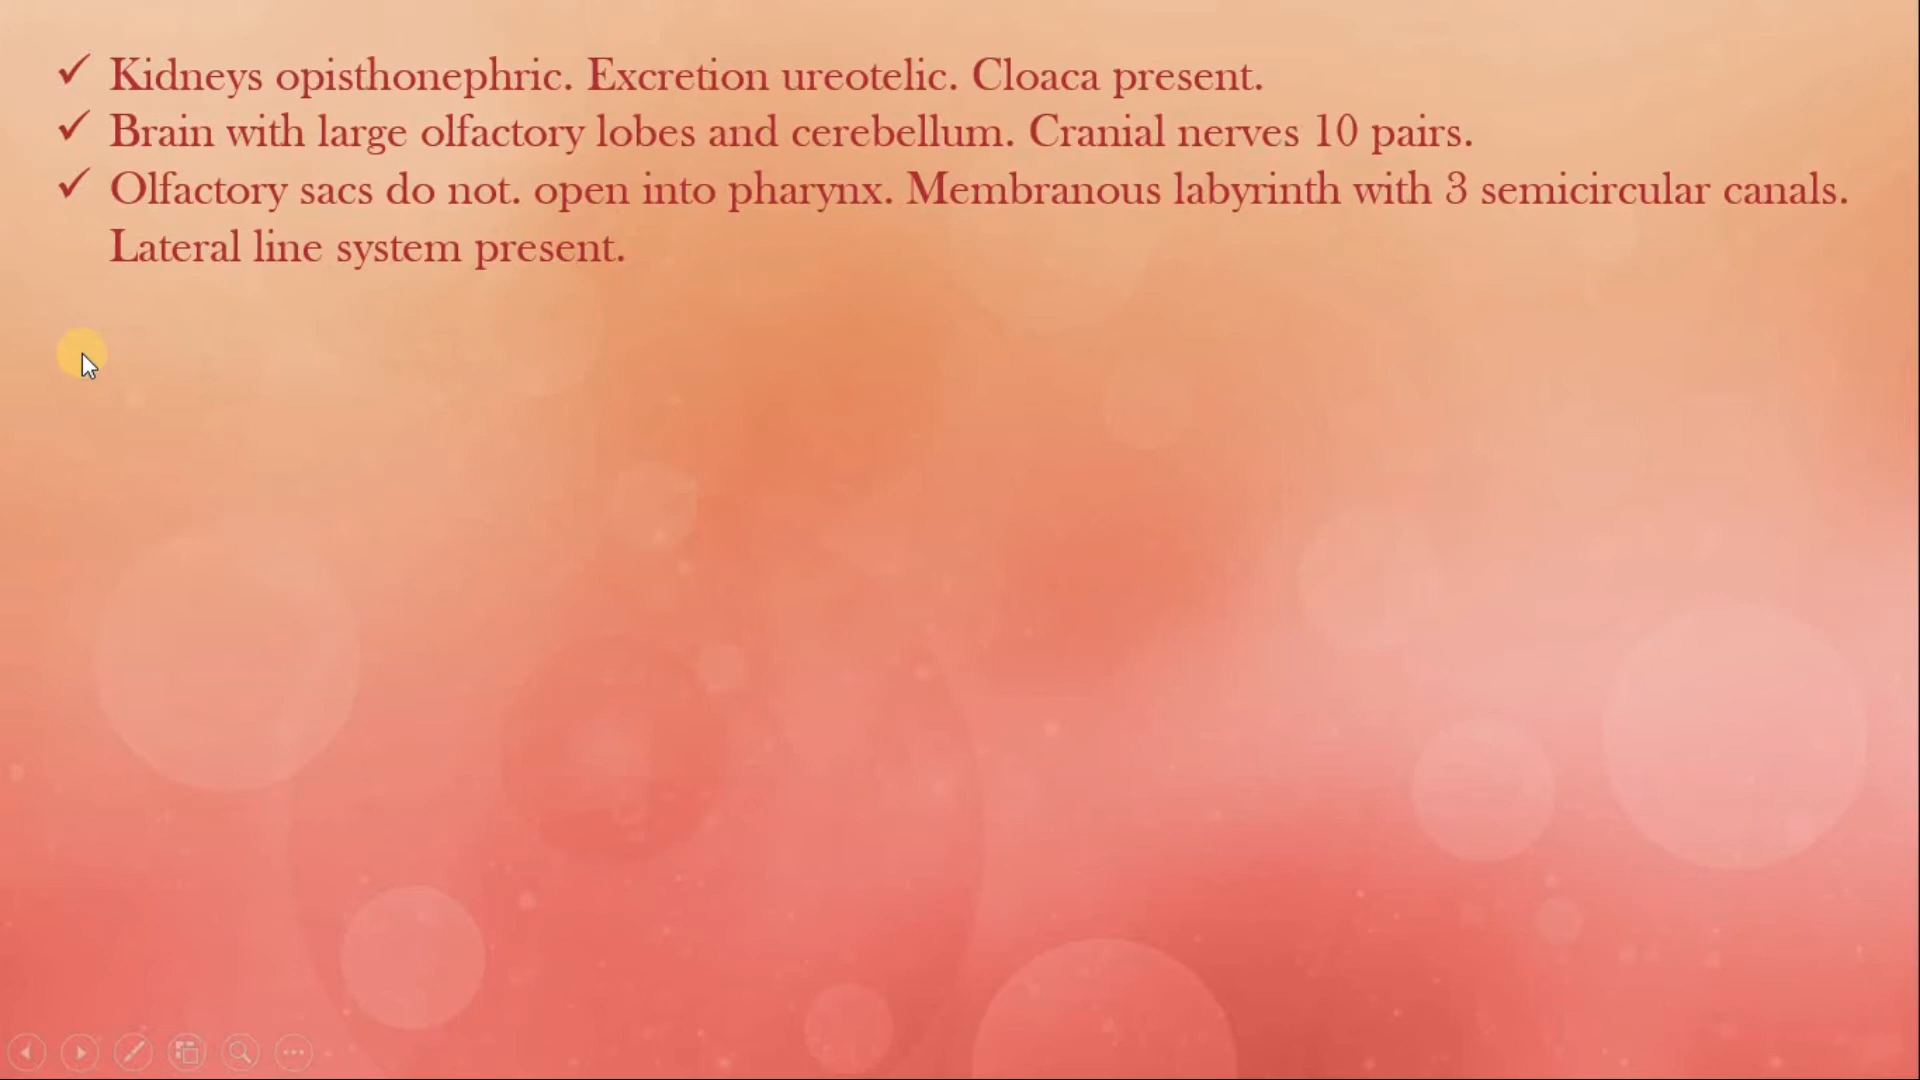 ✓ Kidneys opisthonephric. Excretion ureotelic. Cloaca present.
✓ Brain with large olfactory lobes and cerebellum. Cranial nerves 10 pairs.
✓ Olfactory sacs do not. open into pharynx. Membranous labyrinth with 3 semicircular canals.
Lateral line system present.